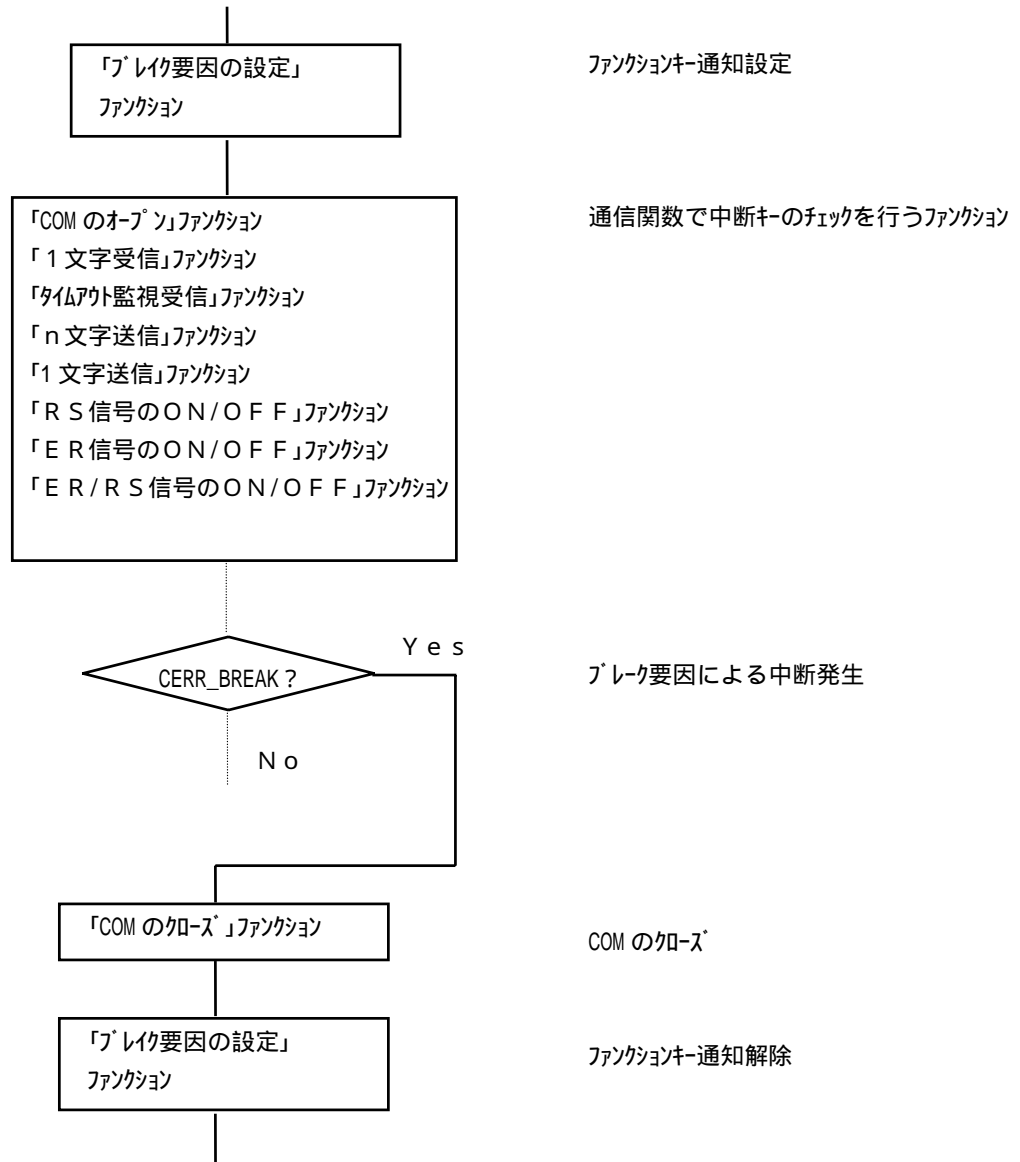 「ﾌﾞﾚｲｸ要因の設定」
ﾌｧﾝｸｼｮﾝ
ﾌｧﾝｸｼｮﾝｷｰ通知設定
「COM のｵｰﾌﾟﾝ」ﾌｧﾝｸｼｮﾝ
通信関数で中断ｷｰのﾁｪｯｸを行うﾌｧﾝｸｼｮﾝ
「１文字受信」ﾌｧﾝｸｼｮﾝ
「ﾀｲﾑｱｳﾄ監視受信」ﾌｧﾝｸｼｮﾝ
「ｎ文字送信」ﾌｧﾝｸｼｮﾝ
「1 文字送信」ﾌｧﾝｸｼｮﾝ
「ＲＳ信号のＯＮ/ＯＦＦ」ﾌｧﾝｸｼｮﾝ
「ＥＲ信号のＯＮ/ＯＦＦ」ﾌｧﾝｸｼｮﾝ
「ＥＲ/ＲＳ信号のＯＮ/ＯＦＦ」ﾌｧﾝｸｼｮﾝ
Ｙｅｓ
CERR_BREAK？
ﾌﾞﾚｰｸ要因による中断発生
Ｎｏ
「COM のｸﾛｰｽﾞ」ﾌｧﾝｸｼｮﾝ
COM のｸﾛｰｽﾞ
「ﾌﾞﾚｲｸ要因の設定」
ﾌｧﾝｸｼｮﾝ
ﾌｧﾝｸｼｮﾝｷｰ通知解除